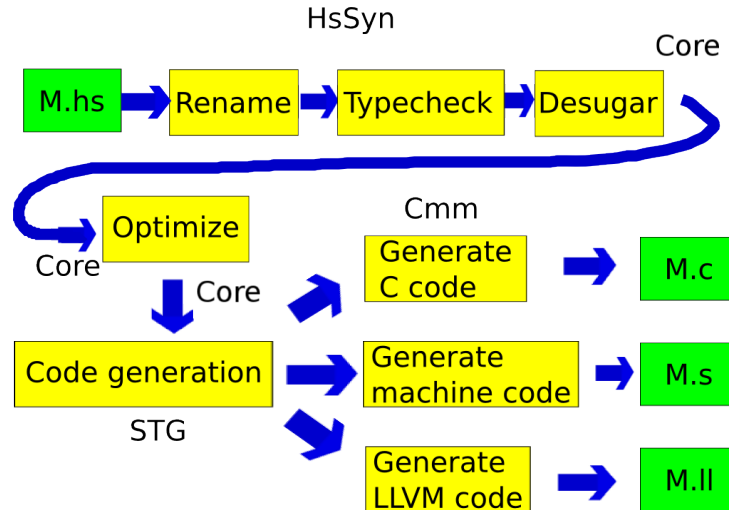 HsSyn
Core
M.hs
Rename
Typecheck
Desugar
Optimize
Core
Core
Cmm
Generate
C code
M.c
Code generation
STG
Generate
machine code
M.s
Generate
LLVM code
M.ll